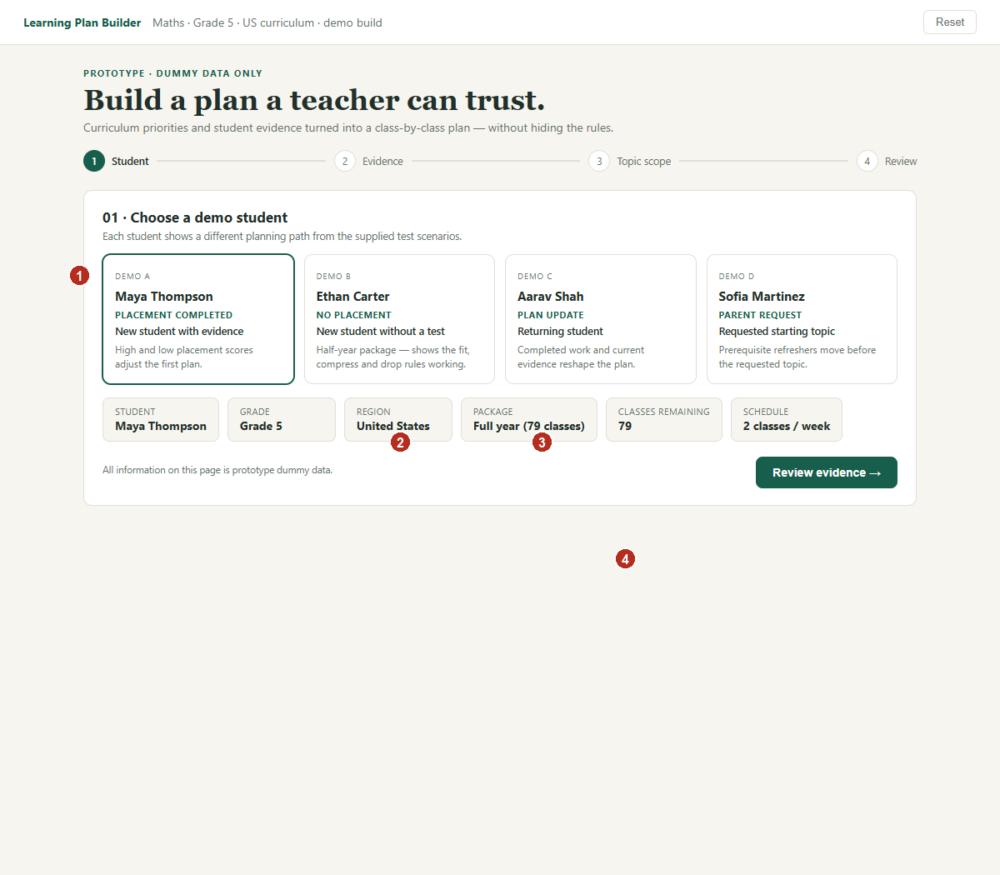 Learning Plan Builder Maths · Grade 5 · US curriculum · demo build Reset
PROTOTYPE · DUMMY DATA ONLY
Build a plan a teacher can trust.
Curriculum priorities and student evidence turned into a class-by-class plan — without hiding the rules.
1 Student 2 Evidence 3 Topic scope 4 Review
01 · Choose a demo student
Each student shows a different planning path from the supplied test scenarios.
1
DEMO A
Maya Thompson
PLACEMENT COMPLETED
New student with evidence
High and low placement scores
adjust the first plan.
DEMO B
Ethan Carter
NO PLACEMENT
New student without a test
Half-year package — shows the fit,
compress and drop rules working.
DEMO C
Aarav Shah
PLAN UPDATE
Returning student
Completed work and current
evidence reshape the plan.
DEMO D
Sofia Martinez
PARENT REQUEST
Requested starting topic
Prerequisite refreshers move before
the requested topic.
STUDENT
Maya Thompson
GRADE
Grade 5
REGION
United States
2
PACKAGE
Full year (79 classes)
3
CLASSES REMAINING
79
SCHEDULE
2 classes / week
All information on this page is prototype dummy data.
Review evidence →
4